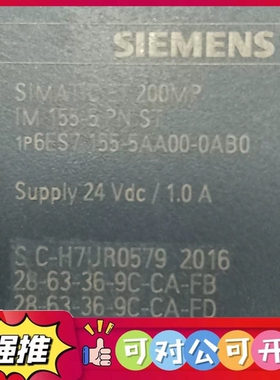 SIEMENS
SIMATIC ET 200MP
IM 155-5 PN ST
1P6ES7 155-5AA00-0AB0
Supply 24 Vdc / 1.0 A
S C-H7UR0579 2016
28-63-36-9C-CA-FB
28-63-36-9C-CA-FD
强推
可对公可开